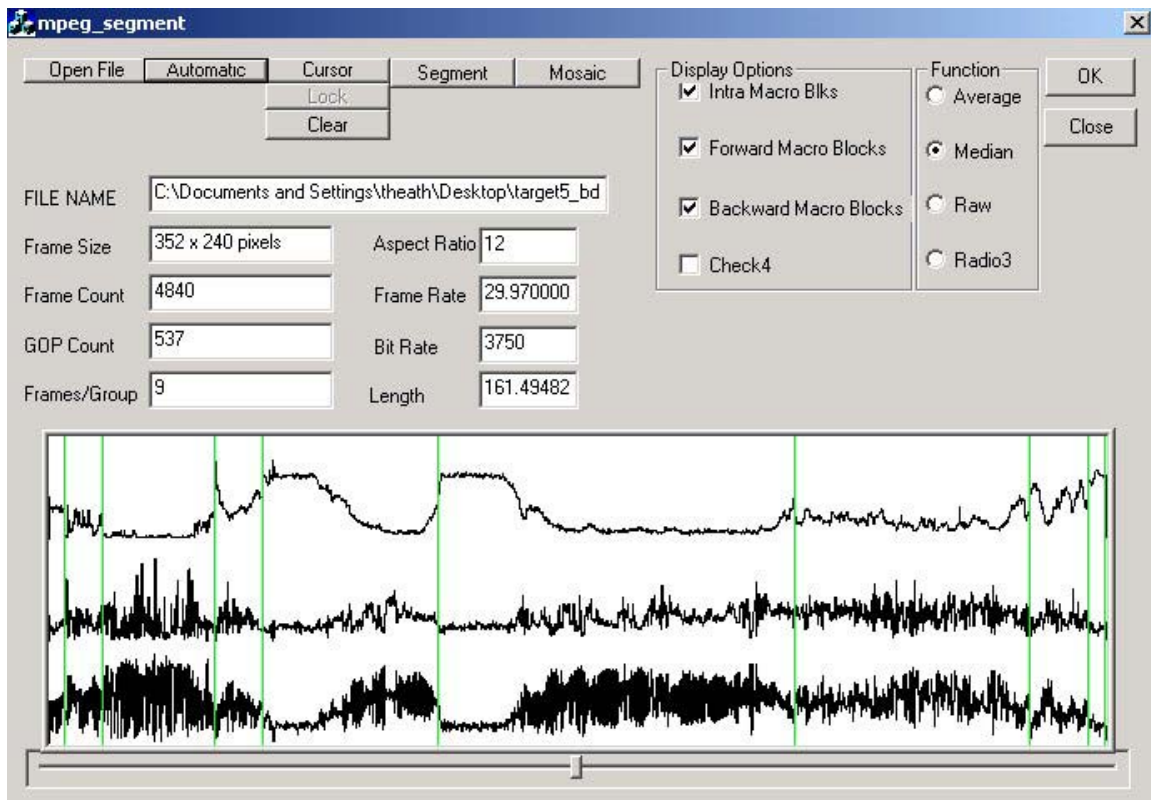 mpeg_segment
Open File Automatic Cursor Segment Mosaic
Lock
Clear
Display Options
Intra Macro Blks
Forward Macro Blocks
Backward Macro Blocks
Check4
Function
Average
Median
Raw
Radio3
OK
Close
FILE NAME C:\Documents and Settings\theath\Desktop\target5_bd
Frame Size 352 x 240 pixels Aspect Ratio 12
Frame Count 4840 Frame Rate 29.970000
GOP Count 537 Bit Rate 3750
Frames/Group 9 Length 161.49482